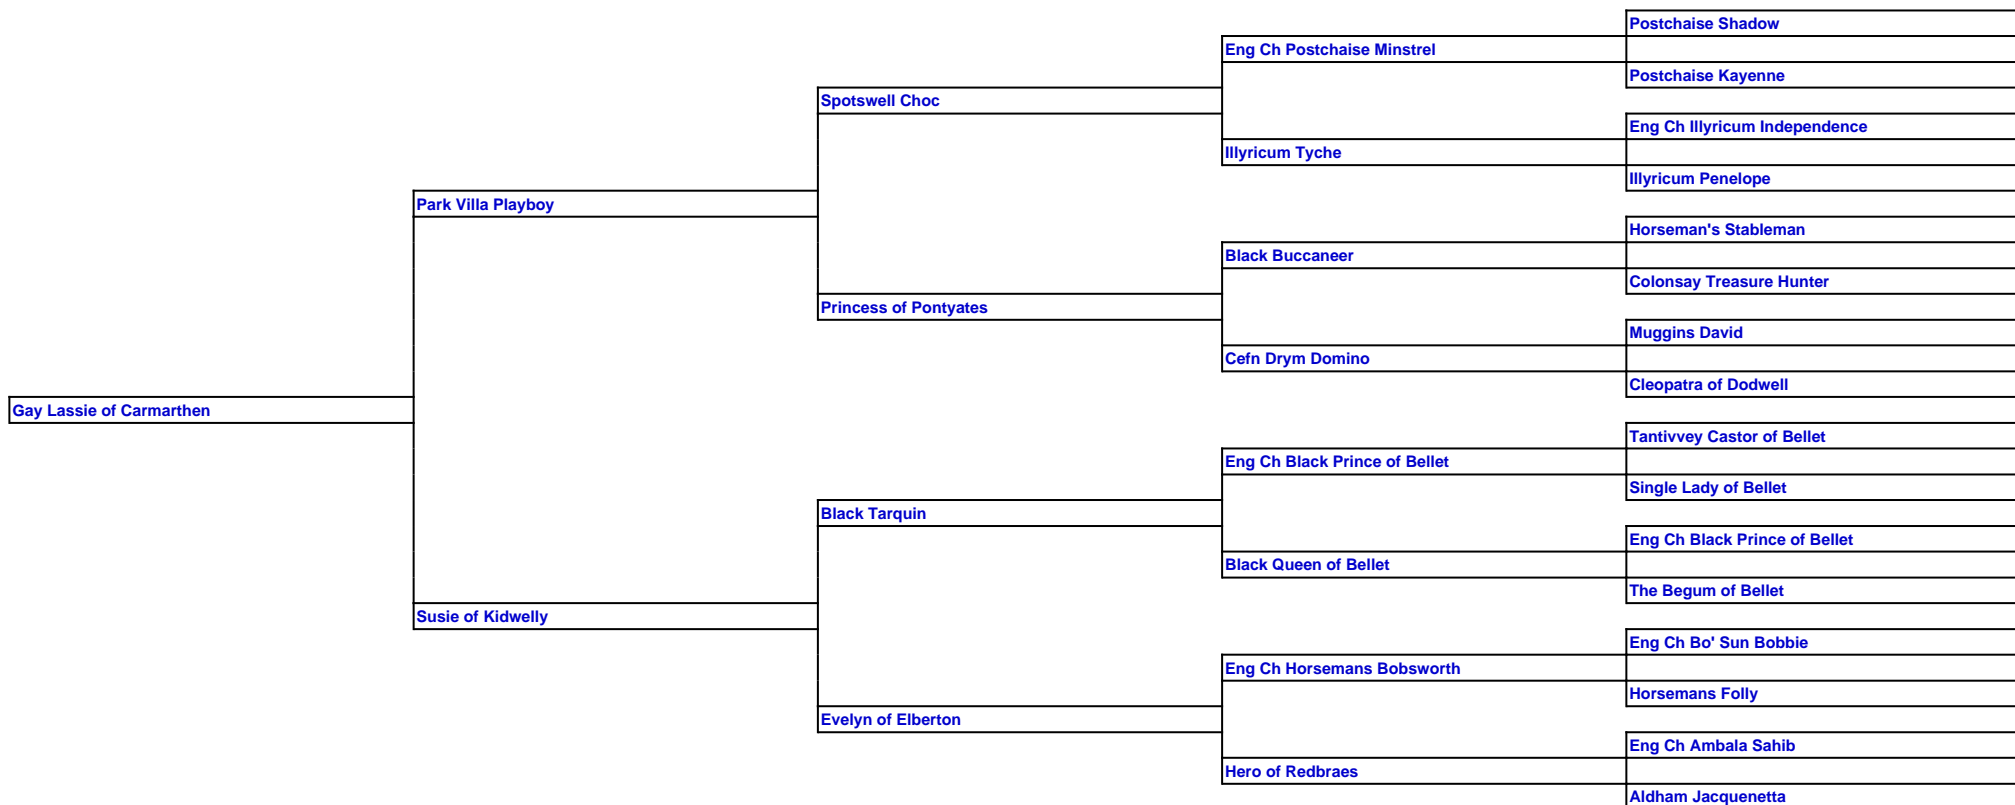 Postchaise Shadow
Eng Ch Postchaise Minstrel
Postchaise Kayenne
Spotswell Choc
Eng Ch Illyricum Independence
Illyricum Tyche
Illyricum Penelope
Park Villa Playboy
Horseman's Stableman
Black Buccaneer
Colonsay Treasure Hunter
Princess of Pontyates
Muggins David
Cefn Drym Domino
Cleopatra of Dodwell
Gay Lassie of Carmarthen
Tantivvey Castor of Bellet
Eng Ch Black Prince of Bellet
Single Lady of Bellet
Black Tarquin
Eng Ch Black Prince of Bellet
Black Queen of Bellet
The Begum of Bellet
Susie of Kidwelly
Eng Ch Bo' Sun Bobbie
Eng Ch Horsemans Bobsworth
Horsemans Folly
Evelyn of Elberton
Eng Ch Ambala Sahib
Hero of Redbraes
Aldham Jacquenetta